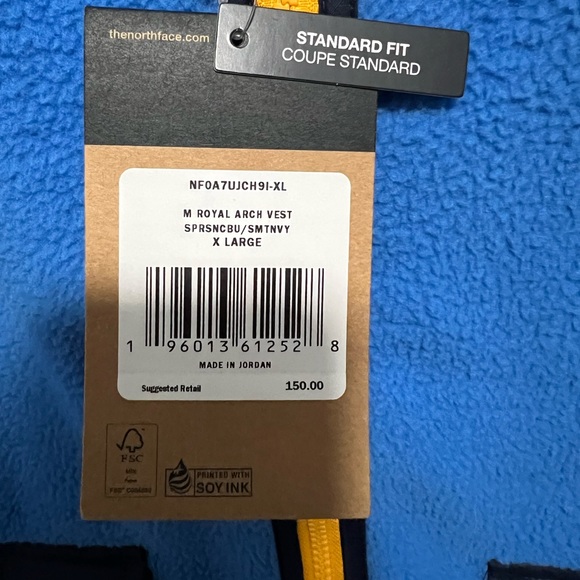 thenorthface.com
STANDARD FIT
COUPE STANDARD
NF0A7UJCH9I-XL
M ROYAL ARCH VEST
SPRSNCBU/SMTNVY
X LARGE
1 96013 61252 8
MADE IN JORDAN
Suggested Retail 150.00
FSC
PRINTED WITH
SOY INK